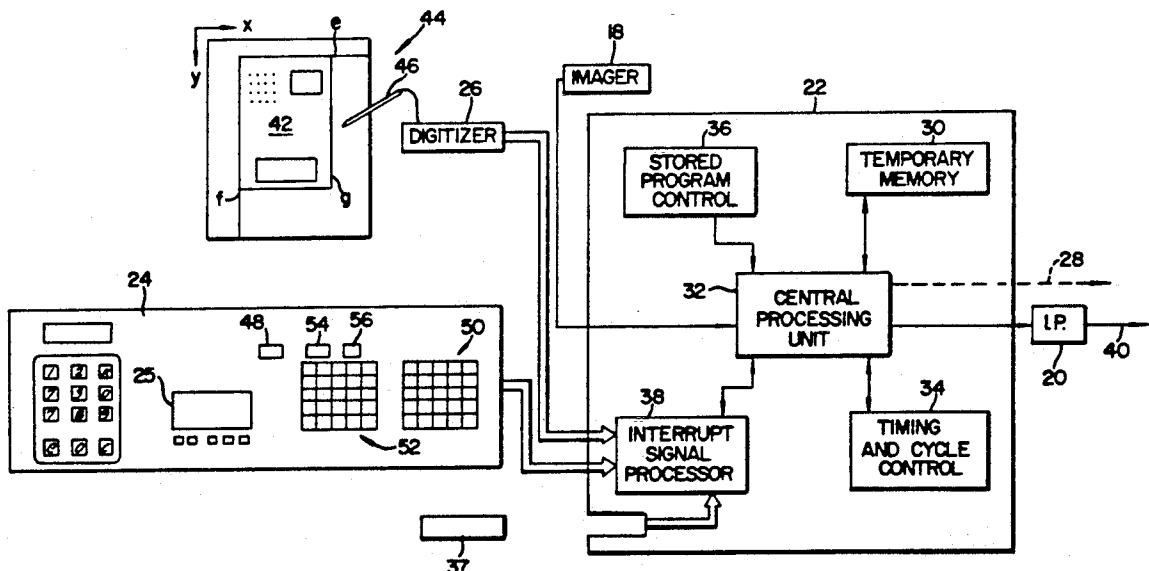 x
y
e
44
46
42
f
g
26
DIGITIZER
18
IMAGER
22
36
STORED
PROGRAM
CONTROL
30
TEMPORARY
MEMORY
32
CENTRAL
PROCESSING
UNIT
28
I.P.
20
40
38
INTERRUPT
SIGNAL
PROCESSOR
34
TIMING
AND CYCLE
CONTROL
24
25
48
54
56
50
52
37